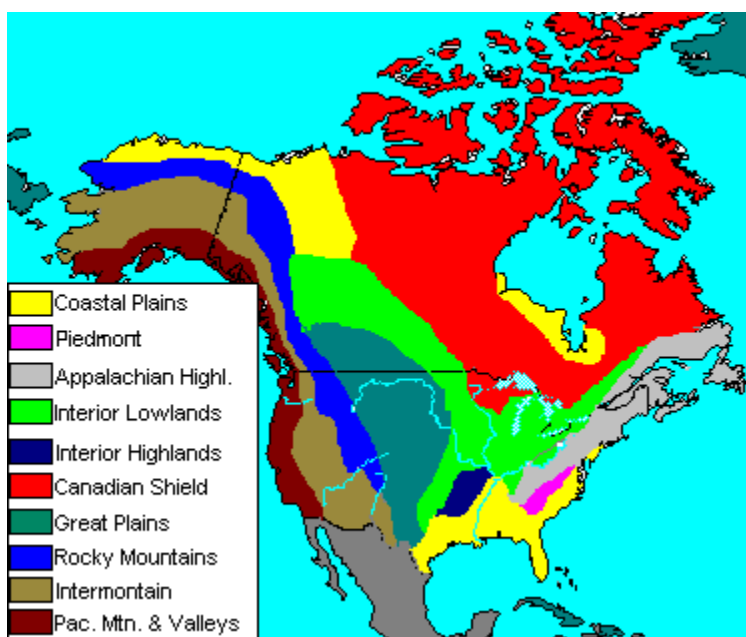 Coastal Plains
Piedmont
Appalachian Highl.
Interior Lowlands
Interior Highlands
Canadian Shield
Great Plains
Rocky Mountains
Intermontain
Pac. Mtn. & Valleys